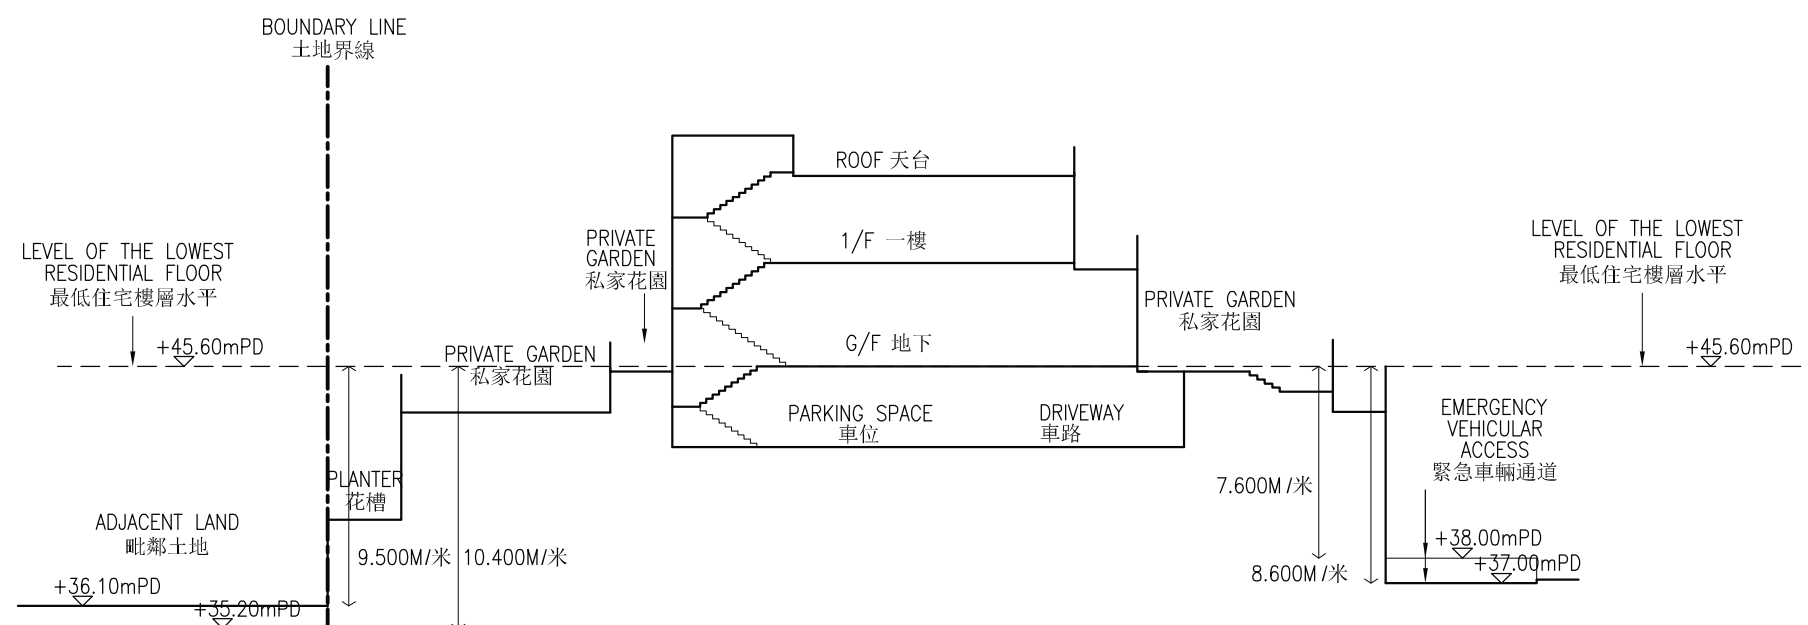 BOUNDARY LINE
土地界線
ROOF 天台
1/F 一樓
G/F 地下
LEVEL OF THE LOWEST
RESIDENTIAL FLOOR
最低住宅樓層水平
+45.60mPD
PRIVATE GARDEN
私家花園
PRIVATE
GARDEN
私家花園
PRIVATE GARDEN
私家花園
LEVEL OF THE LOWEST
RESIDENTIAL FLOOR
最低住宅樓層水平
+45.60mPD
PARKING SPACE
車位
DRIVEWAY
車路
EMERGENCY
VEHICULAR
ACCESS
緊急車輛通道
PLANTER
花槽
ADJACENT LAND
毗鄰土地
9.500M/米
10.400M/米
7.600M/米
8.600M/米
+38.00mPD
+37.00mPD
+36.10mPD
+35.20mPD